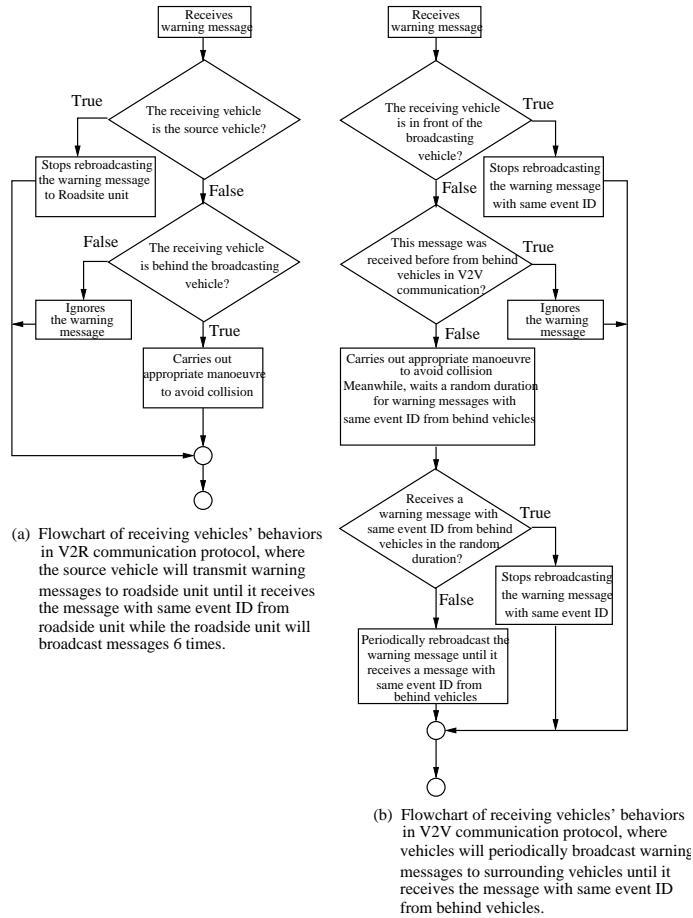 Receives
warning message
True
The receiving vehicle
is the source vehicle?
Stops rebroadcasting
the warning message
to Roadsite unit
False
False
The receiving vehicle
is behind the broadcasting
vehicle?
Ignores
the warning
message
True
Carries out
appropriate manoeuvre
to avoid collision
(a) Flowchart of receiving vehicles' behaviors
in V2R communication protocol, where
the source vehicle will transmit warning
messages to roadside unit until it receives
the message with same event ID from
roadside unit while the roadside unit will
broadcast messages 6 times.
Receives
warning message
The receiving vehicle
is in front of the
broadcasting
vehicle?
True
Stops rebroadcasting
the warning message
with same event ID
False
This message was
received before from behind
vehicles in V2V
communication?
True
Ignores
the warning
message
False
Carries out appropriate manoeuvre
to avoid collision
Meanwhile, waits a random duration
for warning messages with
same event ID from behind vehicles
Receives a
warning message with
same event ID from behind
vehicles in the random
duration?
True
Stops rebroadcasting
the warning message
with same event ID
False
Periodically rebroadcast the
warning message until it
receives a message with
same event ID from
behind vehicles
(b) Flowchart of receiving vehicles' behaviors
in V2V communication protocol, where
vehicles will periodically broadcast warning
messages to surrounding vehicles until it
receives the message with same event ID
from behind vehicles.